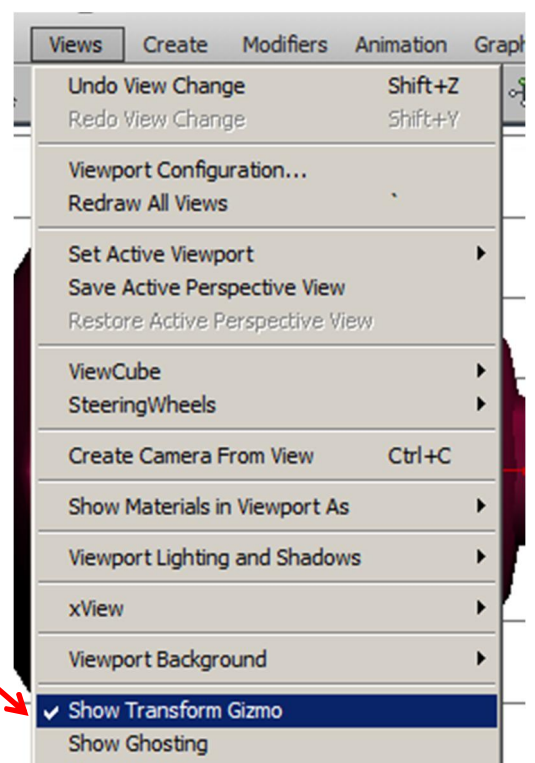 Views Create Modifiers Animation Graph
Undo View Change Shift+Z
Redo View Change Shift+Y
Viewport Configuration...
Redraw All Views `
Set Active Viewport
Save Active Perspective View
Restore Active Perspective View
ViewCube
SteeringWheels
Create Camera From View Ctrl+C
Show Materials in Viewport As
Viewport Lighting and Shadows
xView
Viewport Background
Show Transform Gizmo
Show Ghosting